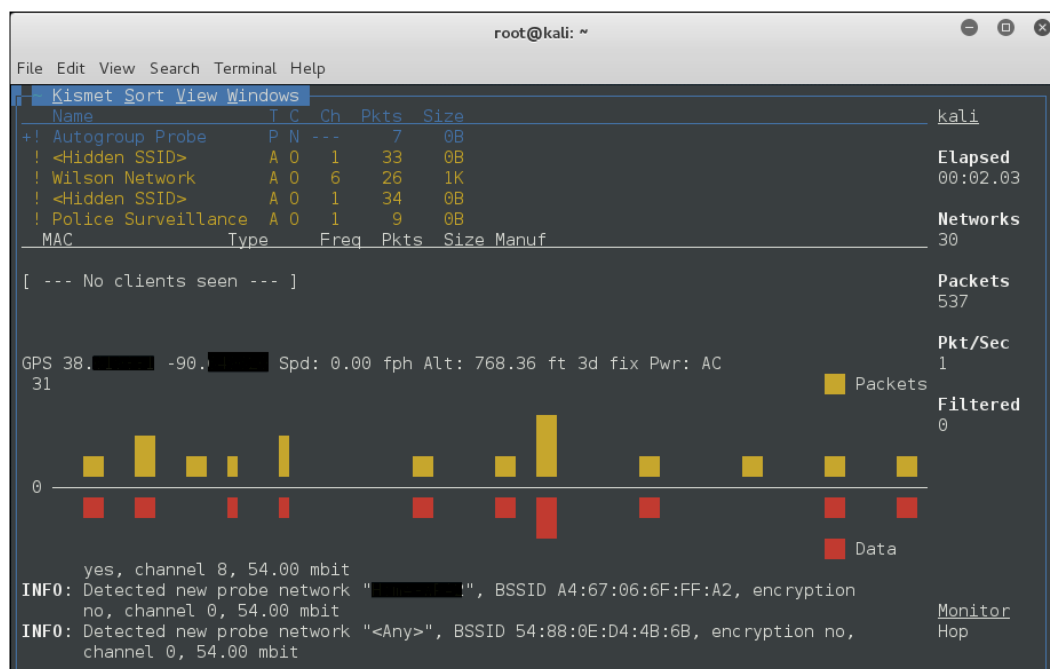 root@kali: ~
File Edit View Search Terminal Help
~ Kismet Sort View Windows
Name T C Ch Pkts Size
kali
+! Autogroup Probe P N --- 7 0B
! <Hidden SSID> A O 1 33 0B
Elapsed
! Wilson Network A O 6 26 1K
00:02.03
! <Hidden SSID> A O 1 34 0B
! Police Surveillance A O 1 9 0B
Networks
MAC Type Freq Pkts Size Manuf
30
[ --- No clients seen --- ]
Packets
537
Pkt/Sec
GPS 38. -90. Spd: 0.00 fph Alt: 768.36 ft 3d fix Pwr: AC
1
31
Packets
Filtered
0
0
Data
yes, channel 8, 54.00 mbit
INFO: Detected new probe network "", BSSID A4:67:06:6F:FF:A2, encryption
no, channel 0, 54.00 mbit
Monitor
INFO: Detected new probe network "<Any>", BSSID 54:88:0E:D4:4B:6B, encryption no,
Hop
channel 0, 54.00 mbit